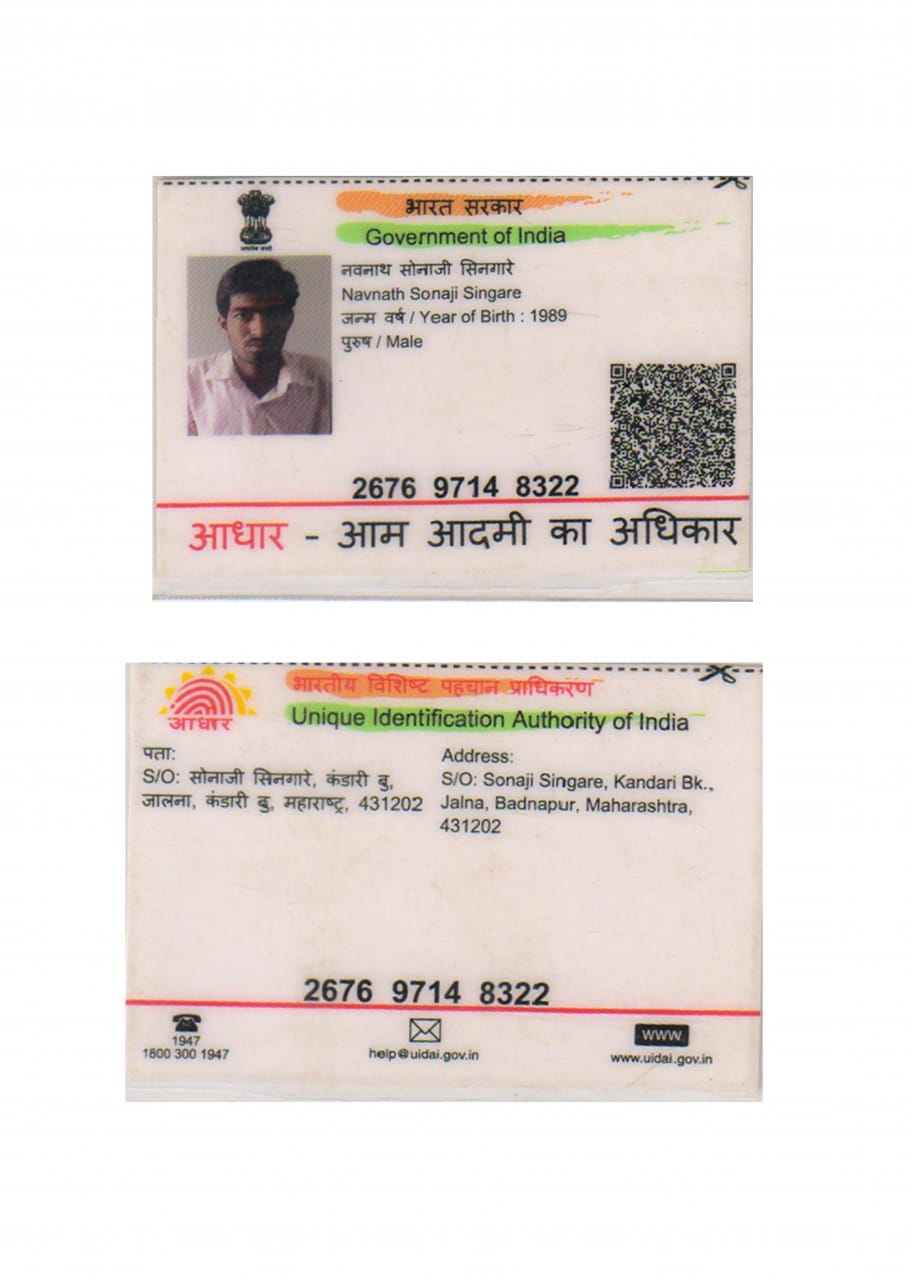 भारत सरकार
Government of India
नवनाथ सोनाजी सिनगारे
Navnath Sonaji Singare
जन्म वर्ष / Year of Birth : 1989
पुरुष / Male
2676 9714 8322
आधार - आम आदमी का अधिकार
भारतीय विशिष्ट पहचान प्राधिकरण
Unique Identification Authority of India
आधार
पता:
S/O: सोनाजी सिनगारे, कंडारी बु,
जालना, कंडारी बु, महाराष्ट्र, 431202
Address:
S/O: Sonaji Singare, Kandari Bk.,
Jalna, Badnapur, Maharashtra,
431202
2676 9714 8322
1947
1800 300 1947
help@uidai.gov.in
www
www.uidai.gov.in